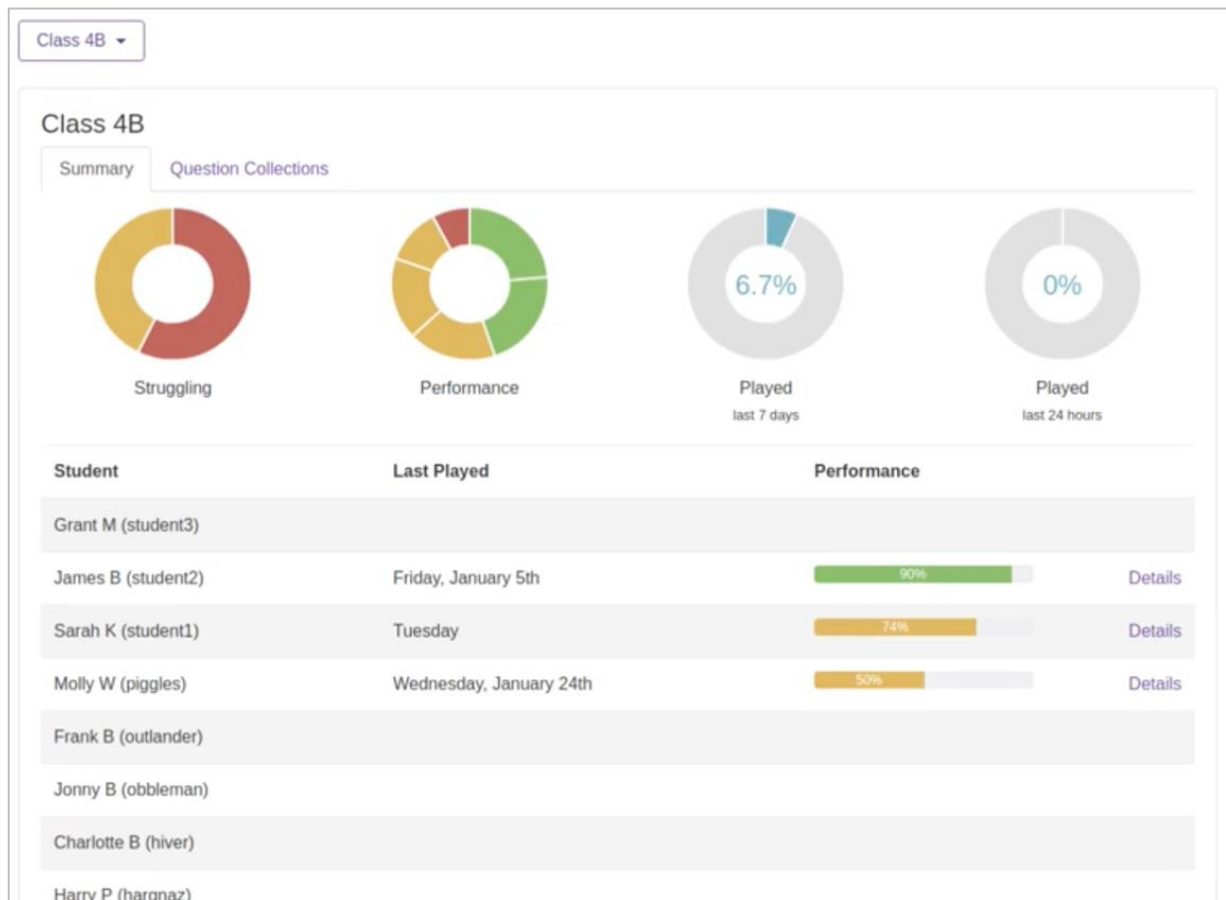 Class 4B
Class 4B
Summary Question Collections
6.7% 0%
Struggling Performance Played Played
last 7 days last 24 hours
Student Last Played Performance
Grant M (student3)
James B (student2) Friday, January 5th 90% Details
Sarah K (student1) Tuesday 74% Details
Molly W (piggles) Wednesday, January 24th 50% Details
Frank B (outlander)
Jonny B (obbleman)
Charlotte B (hiver)
Harry P (hargnaz)